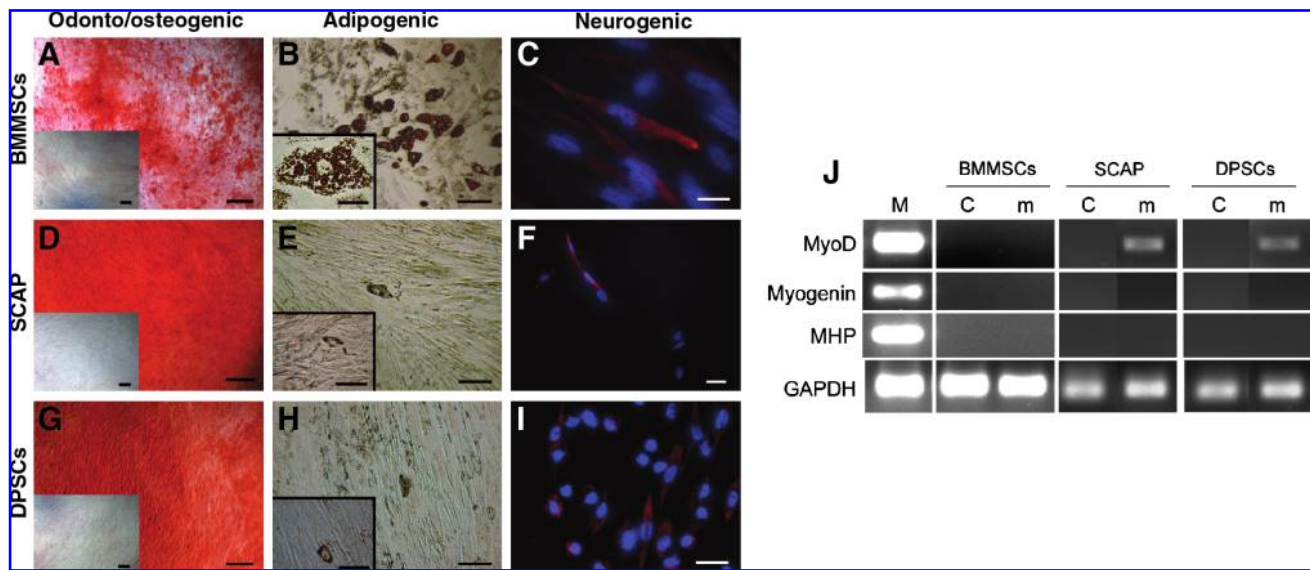 Odonto/osteogenic Adipogenic Neurogenic
BMMSCs
A B C
SCAP
D E F
DPSCs
G H I
J
BMMSCs SCAP DPSCs
M C m C m C m
MyoD
Myogenin
MHP
GAPDH